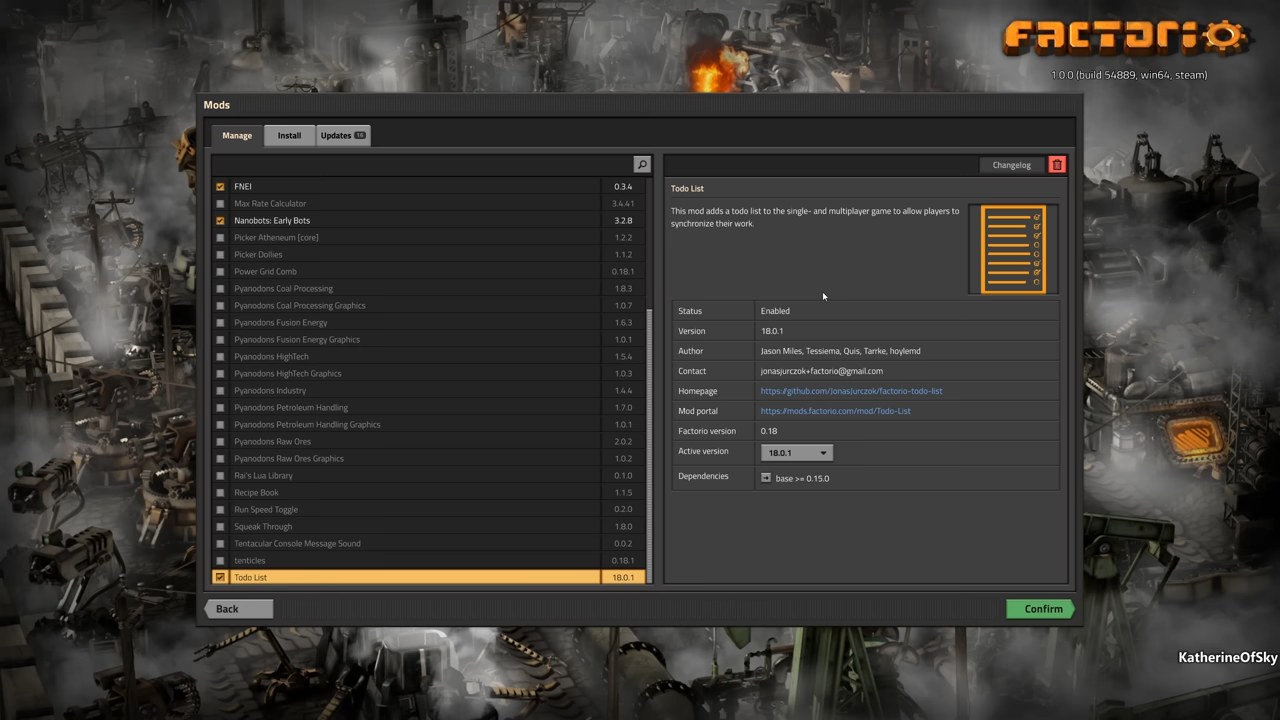 FACTORIO
1.0.0 (build 54889, win64, steam)
Mods
Manage
Install
Updates
FNEI 0.3.4
Max Rate Calculator 3.4.41
Nanobots: Early Bots 3.2.8
Picker Atheneum [core] 1.2.2
Picker Dollies 1.1.2
Power Grid Comb 0.18.1
Pyanodons Coal Processing 1.8.3
Pyanodons Coal Processing Graphics 1.0.7
Pyanodons Fusion Energy 1.6.3
Pyanodons Fusion Energy Graphics 1.0.1
Pyanodons HighTech 1.5.4
Pyanodons HighTech Graphics 1.0.3
Pyanodons Industry 1.4.4
Pyanodons Petroleum Handling 1.7.0
Pyanodons Petroleum Handling Graphics 1.0.1
Pyanodons Raw Ores 2.0.2
Pyanodons Raw Ores Graphics 1.0.2
Rai's Lua Library 0.1.0
Recipe Book 1.1.5
Run Speed Toggle 0.2.0
Squeak Through 1.8.0
Tentacular Console Message Sound 0.0.2
tenticles 0.18.1
Todo List 18.0.1
Changelog
Todo List
This mod adds a todo list to the single- and multiplayer game to allow players to
synchronize their work.
Status Enabled
Version 18.0.1
Author Jason Miles, Tessiema, Quis, Tarrke, hoylemd
Contact jonasjurczok+factorio@gmail.com
Homepage https://github.com/JonasJurczok/factorio-todo-list
Mod portal https://mods.factorio.com/mod/Todo-List
Factorio version 0.18
Active version 18.0.1
Dependencies base >= 0.15.0
Back
Confirm
KatherineOfSky